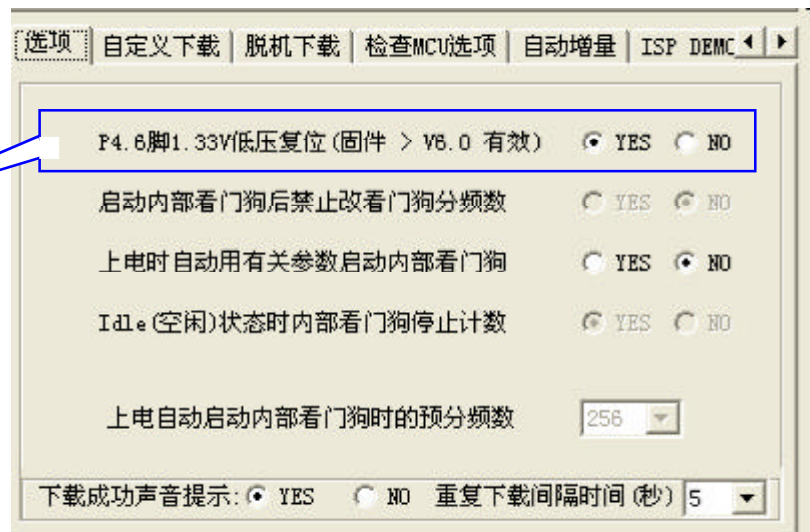 选项 自定义下载 脱机下载 检查MCU选项 自动增量 ISP DEMO
P4.6脚1.33V低压复位(固件 > V6.0 有效) YES NO
启动内部看门狗后禁止改看门狗分频数 YES NO
上电时自动用有关参数启动内部看门狗 YES NO
Idle(空闲)状态时内部看门狗停止计数 YES NO
上电自动启动内部看门狗时的预分频数 256
下载成功声音提示: YES NO 重复下载间隔时间(秒) 5